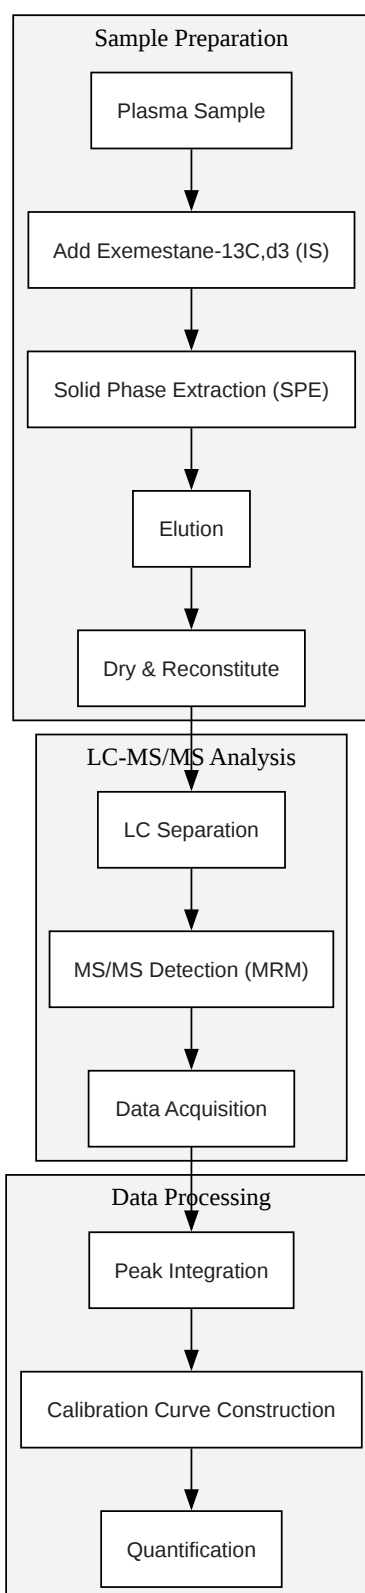 Sample Preparation
Plasma Sample
Add Exemestane-13C,d3 (IS)
Solid Phase Extraction (SPE)
Elution
Dry & Reconstitute
LC-MS/MS Analysis
LC Separation
MS/MS Detection (MRM)
Data Acquisition
Data Processing
Peak Integration
Calibration Curve Construction
Quantification